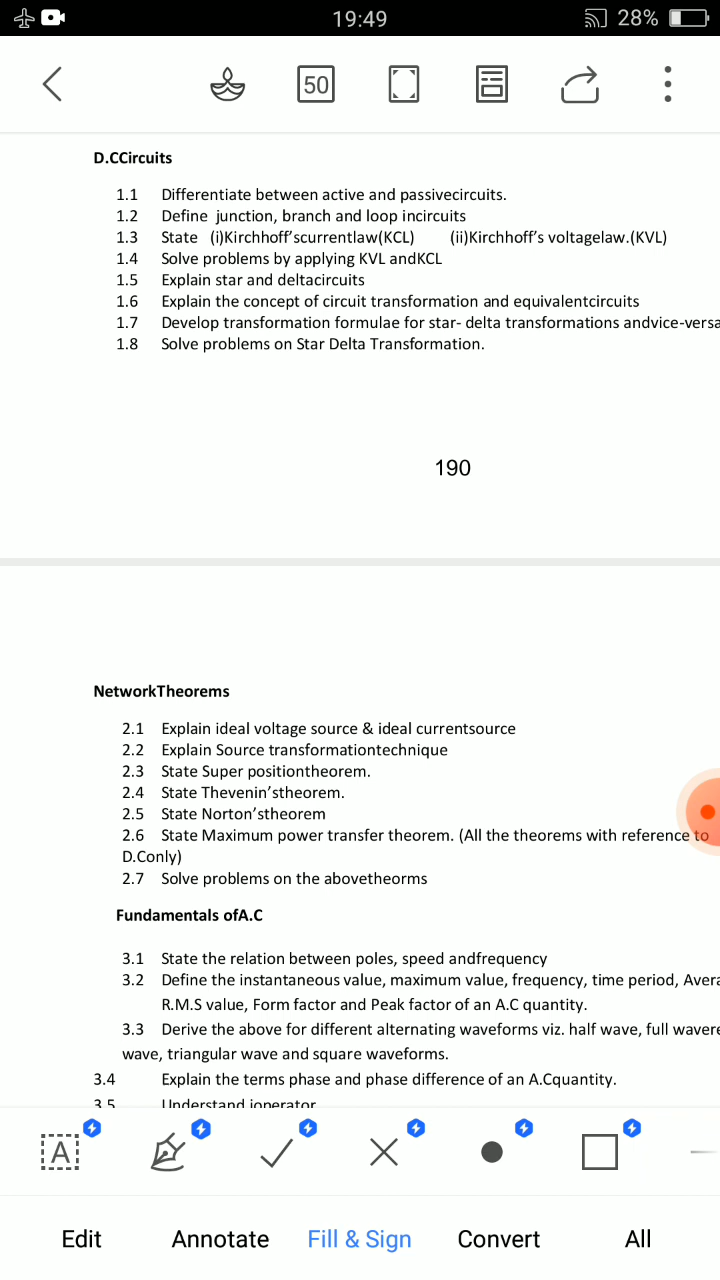 19:49
28%
50
D.CCircuits
1.1 Differentiate between active and passivecircuits.
1.2 Define junction, branch and loop incircuits
1.3 State (i)Kirchhoff'scurrentlaw(KCL) (ii)Kirchhoff's voltagelaw.(KVL)
1.4 Solve problems by applying KVL andKCL
1.5 Explain star and deltacircuits
1.6 Explain the concept of circuit transformation and equivalentcircuits
1.7 Develop transformation formulae for star- delta transformations andvice-versa
1.8 Solve problems on Star Delta Transformation.
190
NetworkTheorems
2.1 Explain ideal voltage source & ideal currentsource
2.2 Explain Source transformationtechnique
2.3 State Super positiontheorem.
2.4 State Thevenin'stheorem.
2.5 State Norton'stheorem
2.6 State Maximum power transfer theorem. (All the theorems with reference to
D.Conly)
2.7 Solve problems on the abovetheorms
Fundamentals ofA.C
3.1 State the relation between poles, speed andfrequency
3.2 Define the instantaneous value, maximum value, frequency, time period, Avera
R.M.S value, Form factor and Peak factor of an A.C quantity.
3.3 Derive the above for different alternating waveforms viz. half wave, full wavere
wave, triangular wave and square waveforms.
3.4 Explain the terms phase and phase difference of an A.Cquantity.
3.5 Understand joperator
A
Edit Annotate Fill & Sign Convert All